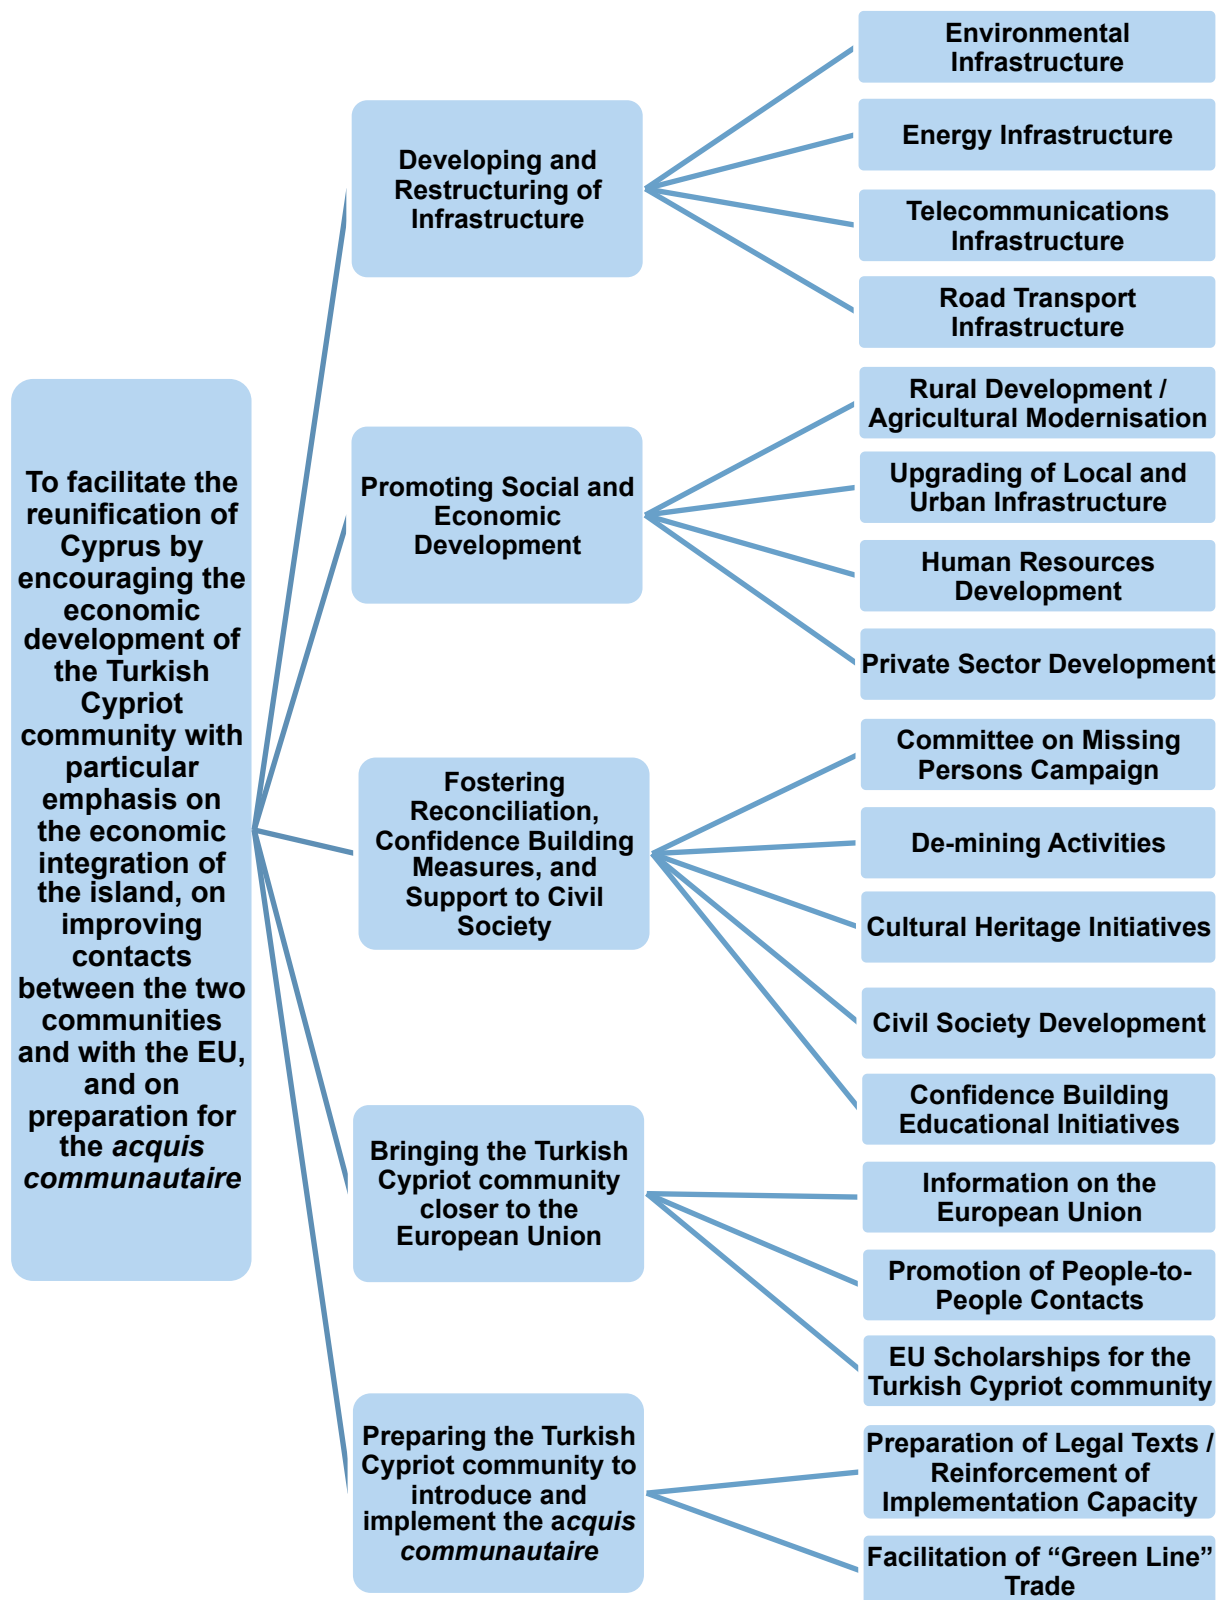 To facilitate the
reunification of
Cyprus by
encouraging the
economic
development of
the Turkish
Cypriot
community with
particular
emphasis on
the economic
integration of
the island, on
improving
contacts
between the two
communities
and with the EU,
and on
preparation for
the acquis
communautaire
Developing and
Restructuring of
Infrastructure
Environmental
Infrastructure
Energy Infrastructure
Telecommunications
Infrastructure
Road Transport
Infrastructure
Promoting Social and
Economic
Development
Rural Development /
Agricultural Modernisation
Upgrading of Local and
Urban Infrastructure
Human Resources
Development
Private Sector Development
Fostering
Reconciliation,
Confidence Building
Measures, and
Support to Civil
Society
Committee on Missing
Persons Campaign
De-mining Activities
Cultural Heritage Initiatives
Civil Society Development
Confidence Building
Educational Initiatives
Bringing the Turkish
Cypriot community
closer to the
European Union
Information on the
European Union
Promotion of People-to-
People Contacts
EU Scholarships for the
Turkish Cypriot community
Preparing the Turkish
Cypriot community to
introduce and
implement the acquis
communautaire
Preparation of Legal Texts /
Reinforcement of
Implementation Capacity
Facilitation of “Green Line”
Trade